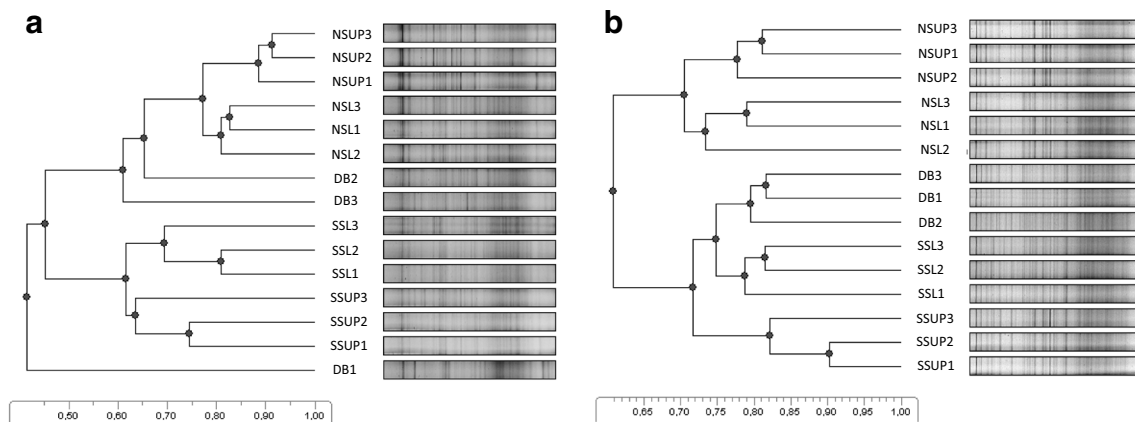 a
NSUP3
NSUP2
NSUP1
NSL3
NSL1
NSL2
DB2
DB3
SSL3
SSL2
SSL1
SSUP3
SSUP2
SSUP1
DB1
0,50 0,60 0,70 0,80 0,90 1,00
b
NSUP3
NSUP1
NSUP2
NSL3
NSL1
NSL2
DB3
DB1
DB2
SSL3
SSL2
SSL1
SSUP3
SSUP2
SSUP1
0,65 0,70 0,75 0,80 0,85 0,90 0,95 1,00